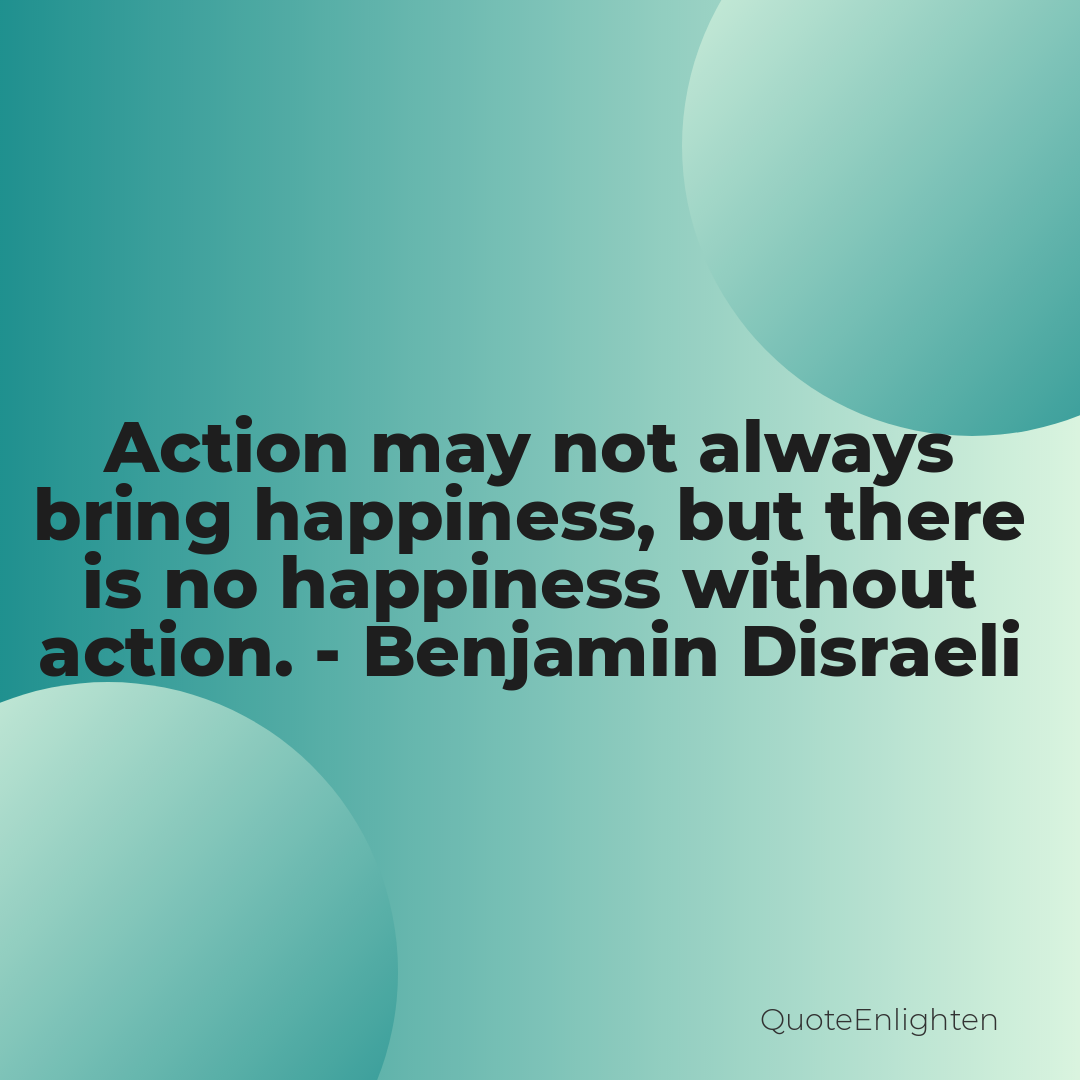 Action may not always
bring happiness, but there
is no happiness without
action. - Benjamin Disraeli
QuoteEnlighten